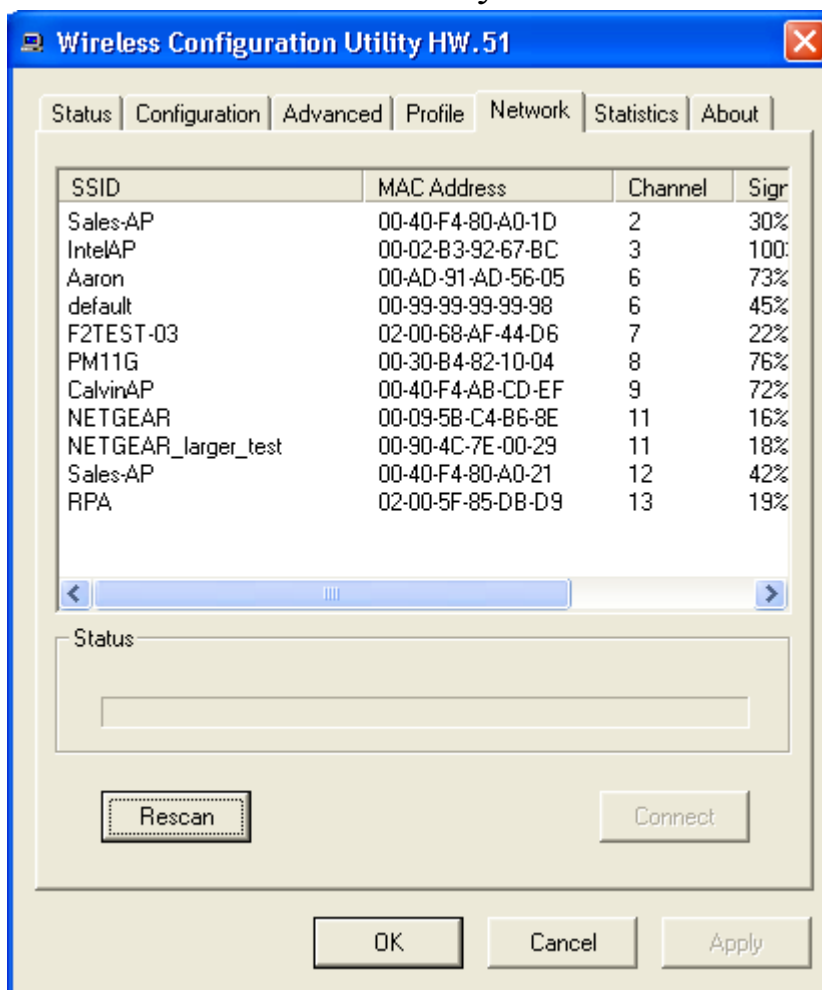 Wireless Configuration Utility HW.51
Status Configuration Advanced Profile Network Statistics About
SSID MAC Address Channel Sigr
Sales-AP 00-40-F4-80-A0-1D 2 30%
IntelAP 00-02-B3-92-67-BC 3 100:
Aaron 00-AD-91-AD-56-05 6 73%
default 00-99-99-99-99-98 6 45%
F2TEST-03 02-00-68-AF-44-D6 7 22%
PM11G 00-30-B4-82-10-04 8 76%
CalvinAP 00-40-F4-AB-CD-EF 9 72%
NETGEAR 00-09-5B-C4-B6-8E 11 16%
NETGEAR_larger_test 00-90-4C-7E-00-29 11 18%
Sales-AP 00-40-F4-80-A0-21 12 42%
RPA 02-00-5F-85-DB-D9 13 19%
Status
Rescan Connect
OK Cancel Apply